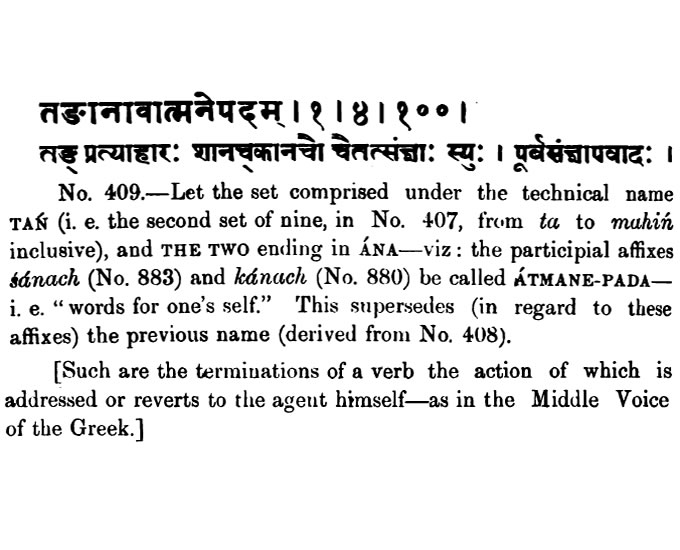 तङानावात्मनेपदम् । १ । ४ । १०० ।
तङ् प्रत्याहारः शानच्कानचौ चैतत्संज्ञाः स्युः । पूर्वसंज्ञापवादः ।
No. 409.—Let the set comprised under the technical name
TAŃ (i. e. the second set of nine, in No. 407, from ta to mahiń
inclusive), and THE TWO ending in ÁNA—viz : the participial affixes
śánach (No. 883) and kánach (No. 880) be called ÁTMANE-PADA—
i. e. “words for one's self.” This supersedes (in regard to these
affixes) the previous name (derived from No. 408).
[Such are the terminations of a verb the action of which is
addressed or reverts to the agent himself—as in the Middle Voice
of the Greek.]